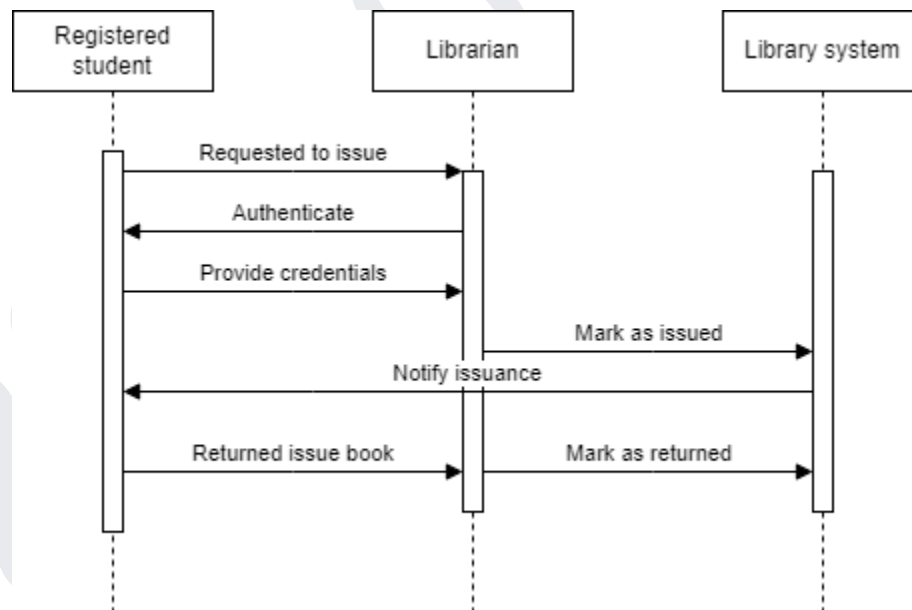 Registered
student
Librarian
Library system
Requested to issue
Authenticate
Provide credentials
Mark as issued
Notify issuance
Returned issue book
Mark as returned